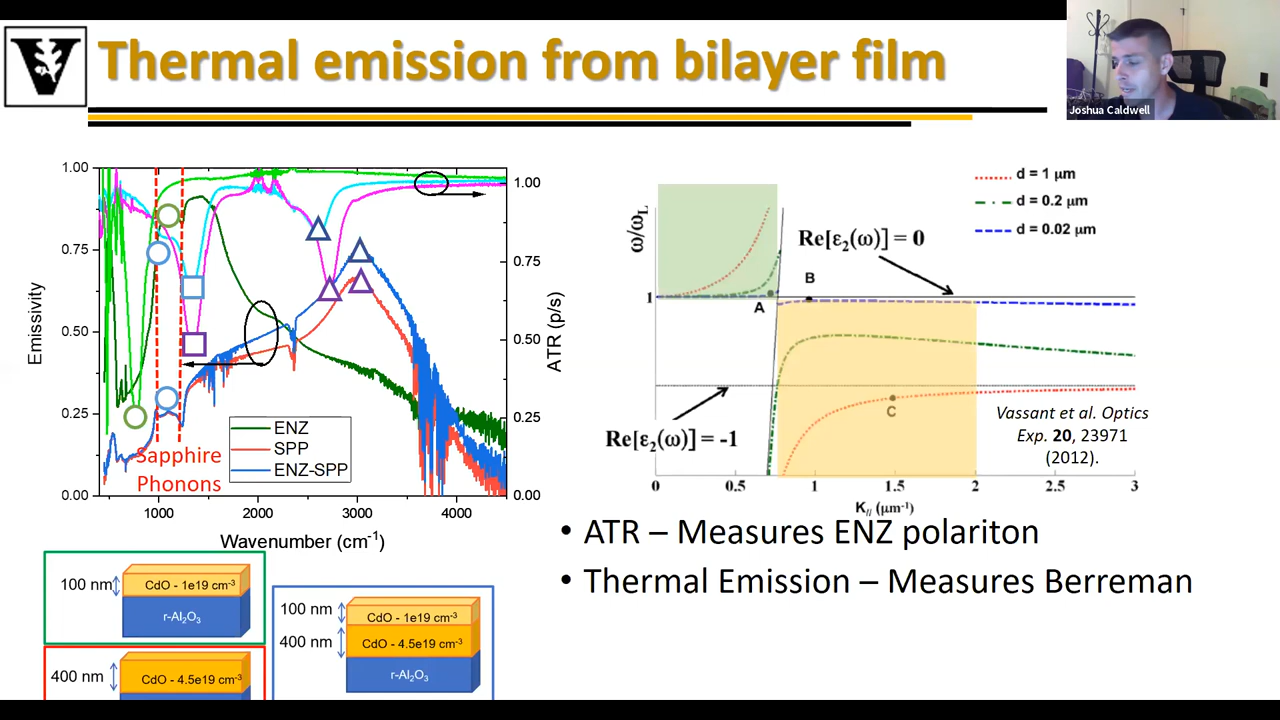 Thermal emission from bilayer film
Joshua Caldwell
V
1.00
0.75
0.50
0.25
0.00
Emissivity
1.00
0.75
0.50
0.25
0.00
ATR (p/s)
Sapphire
Phonons
ENZ
SPP
ENZ-SPP
1000 2000 3000 4000
Wavenumber (cm-1)
d = 1 μm
d = 0.2 μm
d = 0.02 μm
ω/ωL
1
Re[ε2(ω)] = 0
B
A
C
Re[ε2(ω)] = -1
Vassant et al. Optics
Exp. 20, 23971
(2012).
0 0.5 1 1.5 2 2.5 3
K// (μm-1)
• ATR – Measures ENZ polariton
• Thermal Emission – Measures Berreman
100 nm
CdO - 1e19 cm-3
r-Al2O3
400 nm
CdO - 4.5e19 cm-3
100 nm
CdO - 1e19 cm-3
400 nm
CdO - 4.5e19 cm-3
r-Al2O3